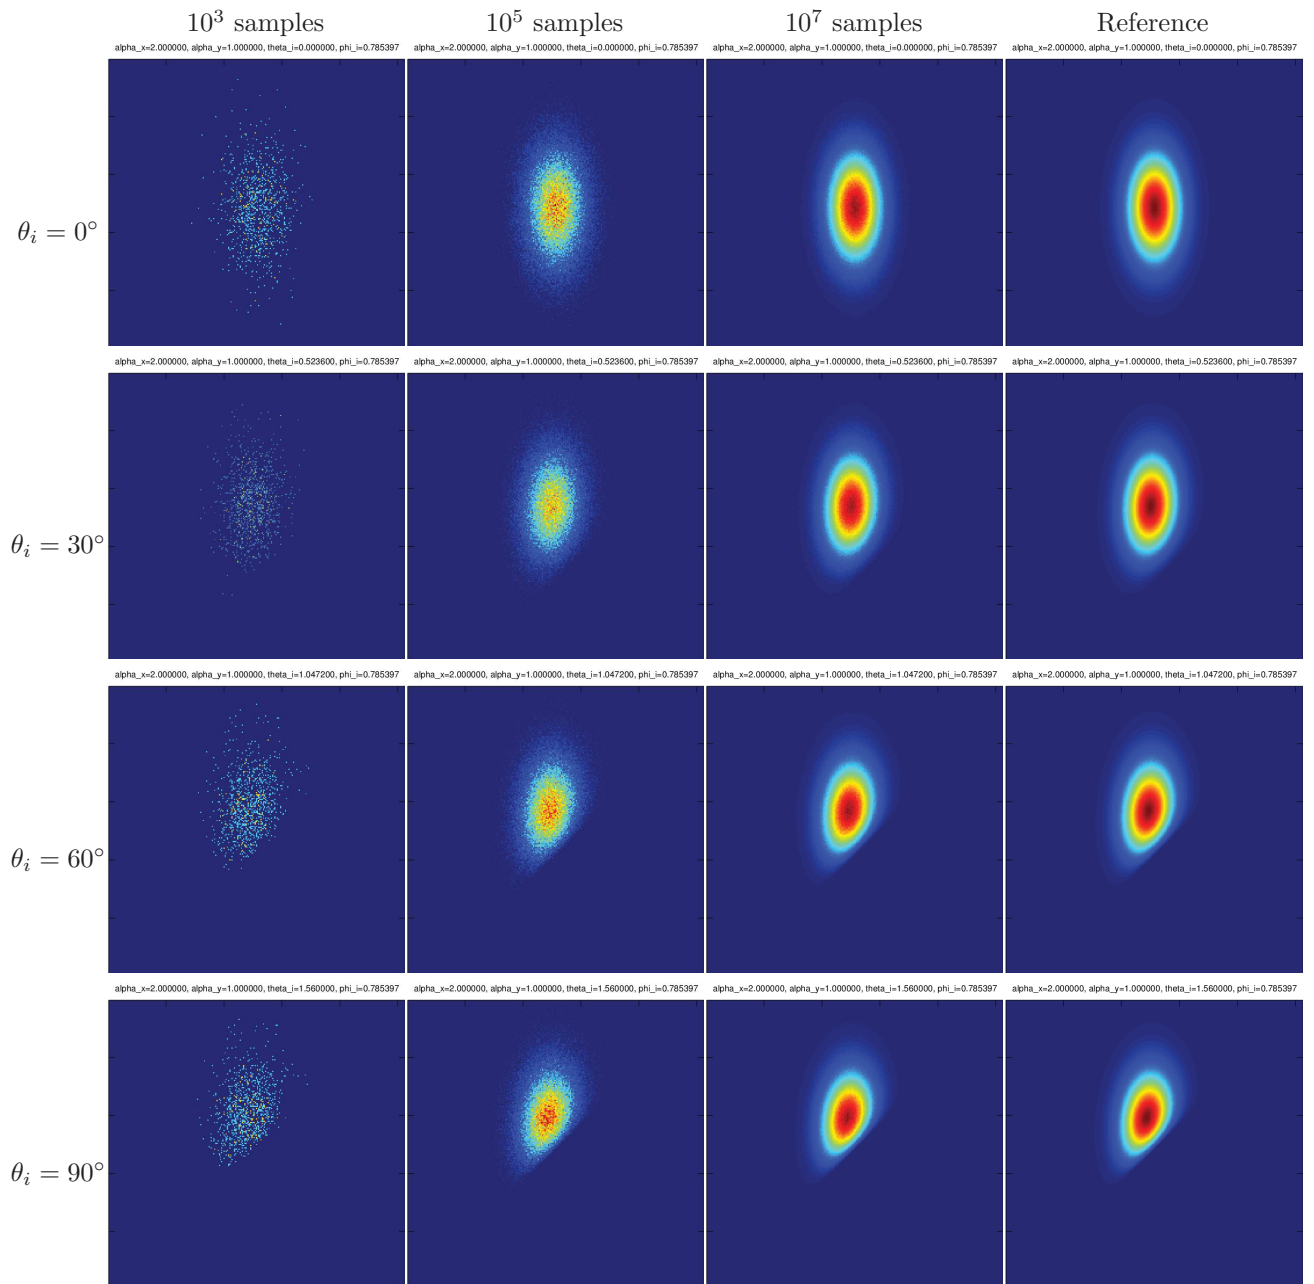 10³ samples 10⁵ samples 10⁷ samples Reference
alpha_x=2.000000, alpha_y=1.000000, theta_i=0.000000, phi_i=0.785397 alpha_x=2.000000, alpha_y=1.000000, theta_i=0.000000, phi_i=0.785397 alpha_x=2.000000, alpha_y=1.000000, theta_i=0.000000, phi_i=0.785397 alpha_x=2.000000, alpha_y=1.000000, theta_i=0.000000, phi_i=0.785397
θᵢ = 0°
alpha_x=2.000000, alpha_y=1.000000, theta_i=0.523600, phi_i=0.785397 alpha_x=2.000000, alpha_y=1.000000, theta_i=0.523600, phi_i=0.785397 alpha_x=2.000000, alpha_y=1.000000, theta_i=0.523600, phi_i=0.785397 alpha_x=2.000000, alpha_y=1.000000, theta_i=0.523600, phi_i=0.785397
θᵢ = 30°
alpha_x=2.000000, alpha_y=1.000000, theta_i=1.047200, phi_i=0.785397 alpha_x=2.000000, alpha_y=1.000000, theta_i=1.047200, phi_i=0.785397 alpha_x=2.000000, alpha_y=1.000000, theta_i=1.047200, phi_i=0.785397 alpha_x=2.000000, alpha_y=1.000000, theta_i=1.047200, phi_i=0.785397
θᵢ = 60°
alpha_x=2.000000, alpha_y=1.000000, theta_i=1.560000, phi_i=0.785397 alpha_x=2.000000, alpha_y=1.000000, theta_i=1.560000, phi_i=0.785397 alpha_x=2.000000, alpha_y=1.000000, theta_i=1.560000, phi_i=0.785397 alpha_x=2.000000, alpha_y=1.000000, theta_i=1.560000, phi_i=0.785397
θᵢ = 90°